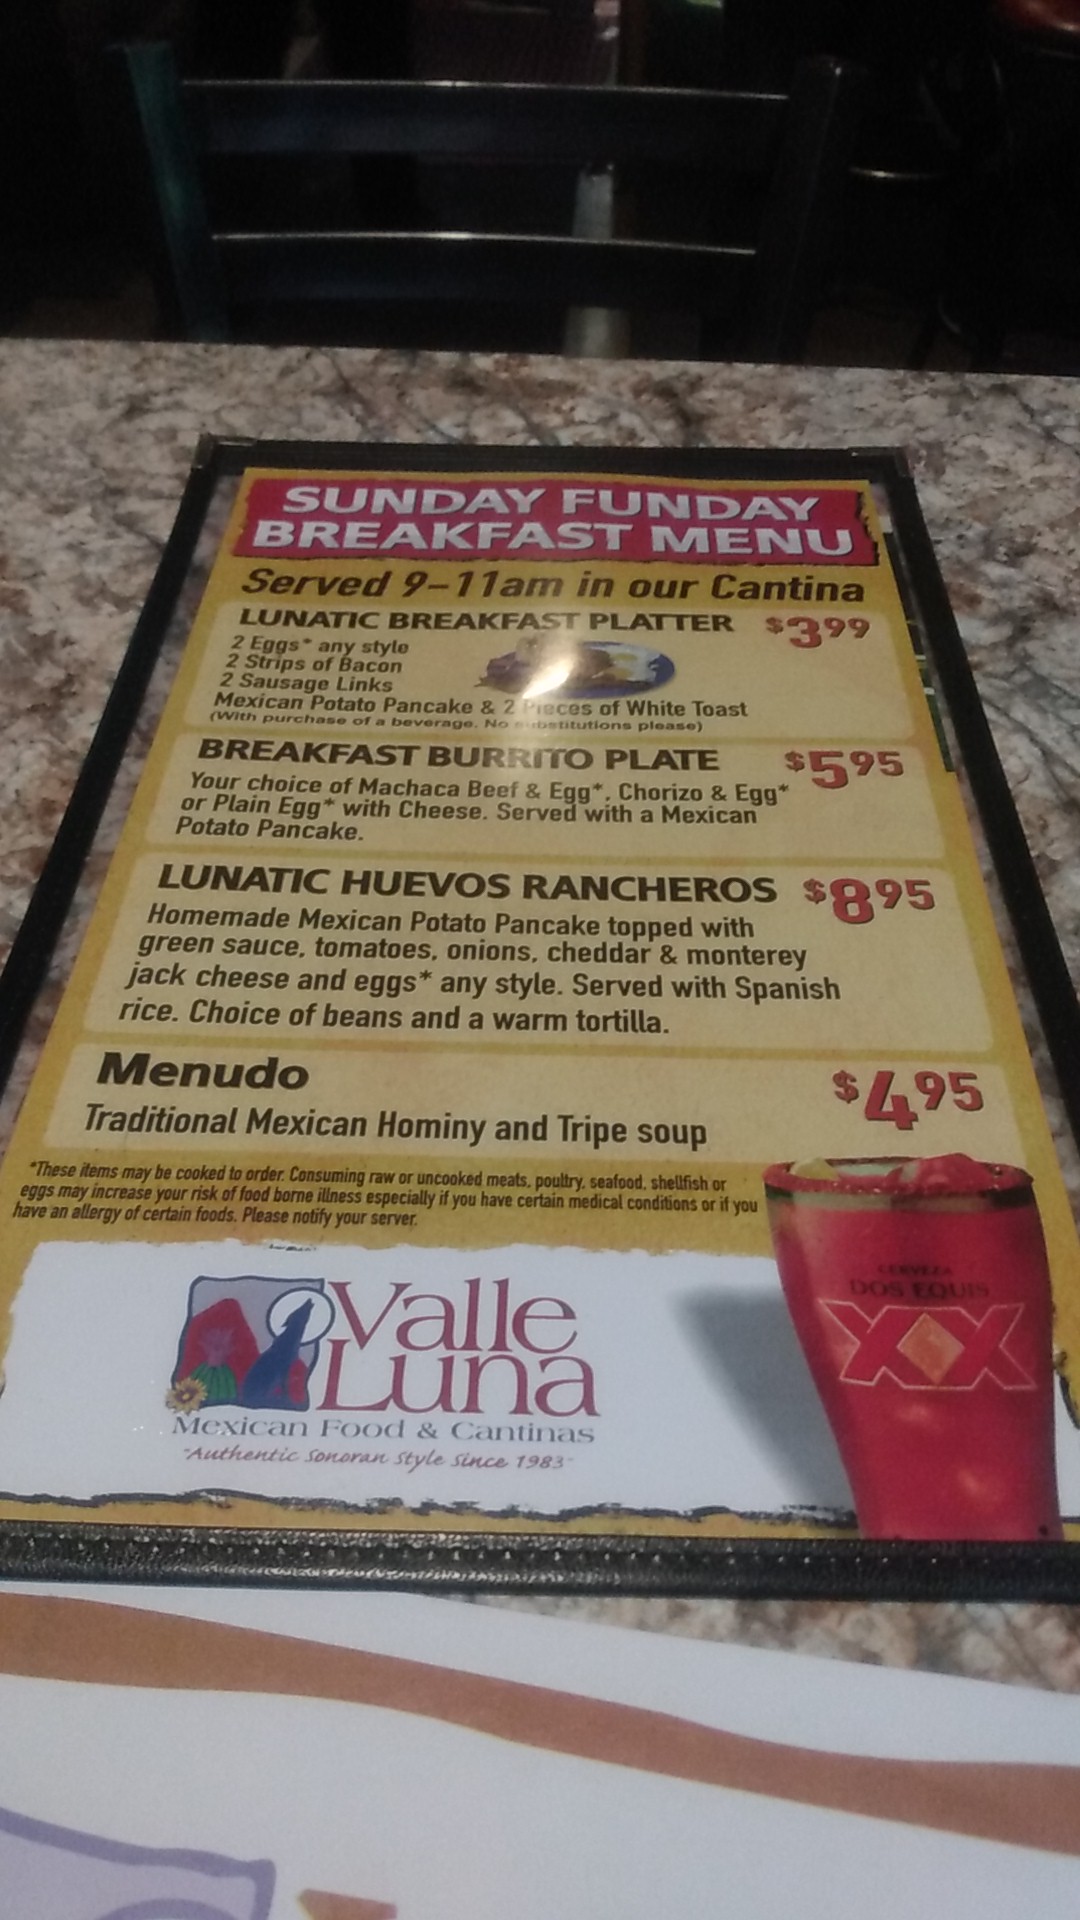 SUNDAY FUNDAY
BREAKFAST MENU
Served 9-11am in our Cantina
LUNATIC BREAKFAST PLATTER $3.99
2 Eggs* any style
2 Strips of Bacon
2 Sausage Links
Mexican Potato Pancake & 2 Pieces of White Toast
(With purchase of a beverage. No substitutions please)
BREAKFAST BURRITO PLATE $5.95
Your choice of Machaca Beef & Egg*, Chorizo & Egg*
or Plain Egg* with Cheese. Served with a Mexican
Potato Pancake.
LUNATIC HUEVOS RANCHEROS $8.95
Homemade Mexican Potato Pancake topped with
green sauce, tomatoes, onions, cheddar & monterey
jack cheese and eggs* any style. Served with Spanish
rice. Choice of beans and a warm tortilla.
Menudo $4.95
Traditional Mexican Hominy and Tripe soup
*These items may be cooked to order. Consuming raw or uncooked meats, poultry, seafood, shellfish or
eggs may increase your risk of food borne illness especially if you have certain medical conditions or if you
have an allergy of certain foods. Please notify your server.
Valle
Luna
Mexican Food & Cantinas
"Authentic Sonoran Style Since 1983"
CERVEZA
DOS EQUIS
XX